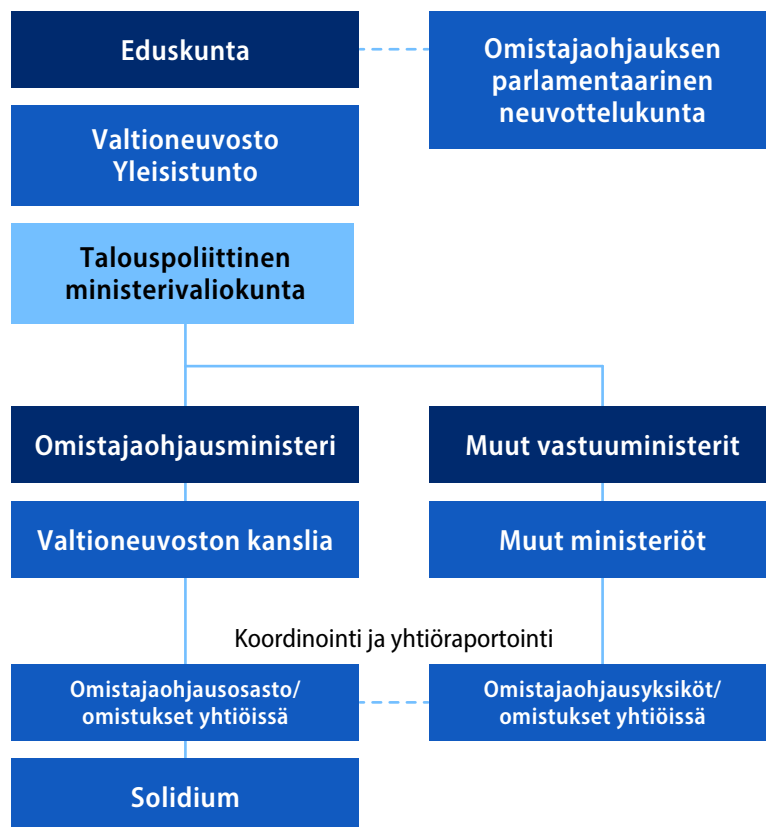 Eduskunta
Omistajaohjauksen
parlamentaarinen
neuvottelukunta
Valtioneuvosto
Yleisistunto
Talouspoliittinen
ministerivaliokunta
Omistajaohjausministeri
Muut vastuuministerit
Valtioneuvoston kanslia
Muut ministeriöt
Koordinointi ja yhtiöraportointi
Omistajaohjausosasto/
omistukset yhtiöissä
Omistajaohjausyksiköt/
omistukset yhtiöissä
Solidium